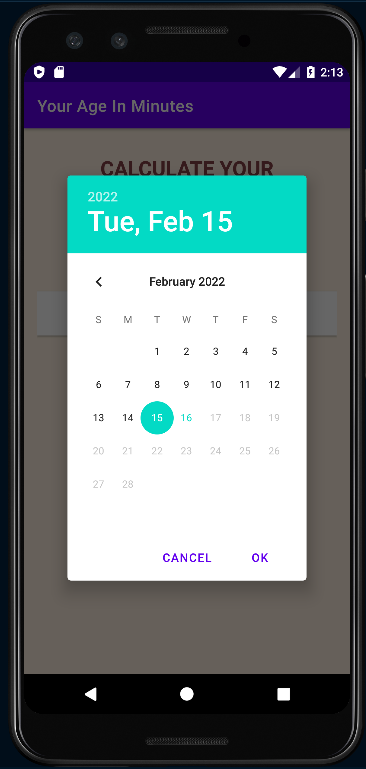 2:13
Your Age In Minutes
CALCULATE YOUR
2022
Tue, Feb 15
February 2022
S M T W T F S
1 2 3 4 5
6 7 8 9 10 11 12
13 14 15 16 17 18 19
20 21 22 23 24 25 26
27 28
CANCEL OK